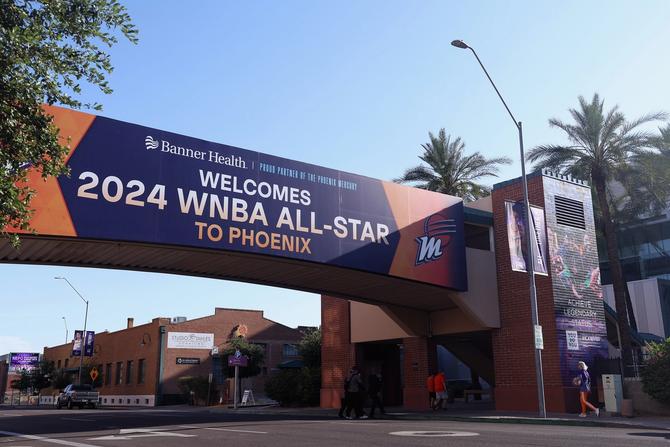 Banner Health
PROUD PARTNER OF THE PHOENIX MERCURY
WELCOMES
2024 WNBA ALL-STAR
TO PHOENIX
M
ACHIEVE
LEGENDARY
STATUS